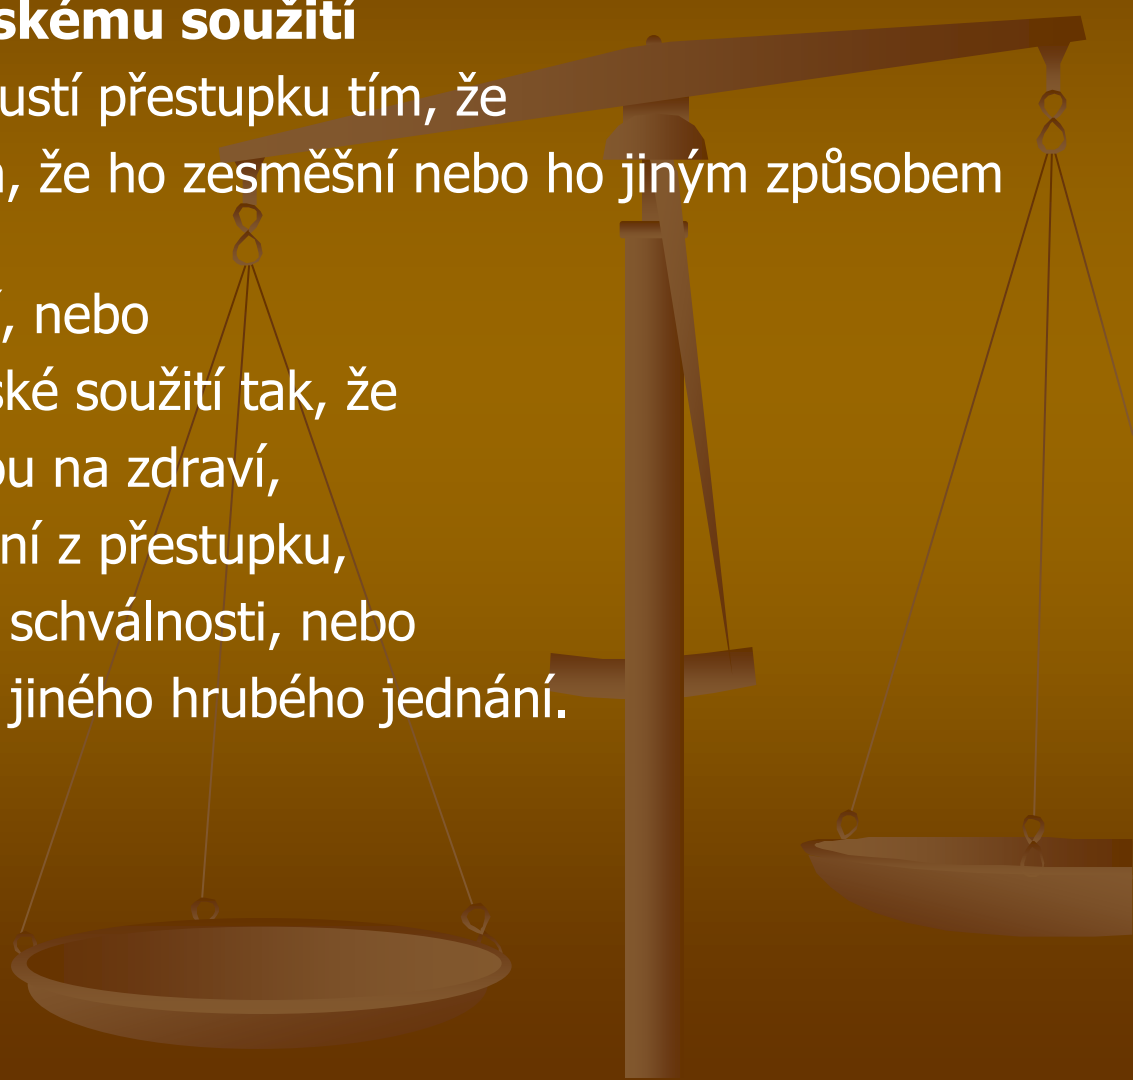 skému soužití
ustí přestupku tím, že
, že ho zesměšní nebo ho jiným způsobem
, nebo
ské soužití tak, že
ou na zdraví,
ní z přestupku,
schválnosti, nebo
jiného hrubého jednání.